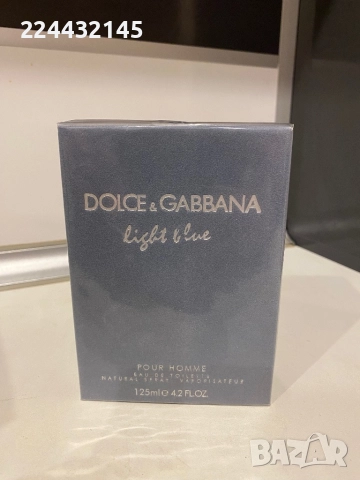 224432145
DOLCE & GABBANA
light blue
POUR HOMME
EAU DE TOILETTE
NATURAL SPRAY VAPORISATEUR
125ml ℮ 4.2 FL.OZ.
BAZAR